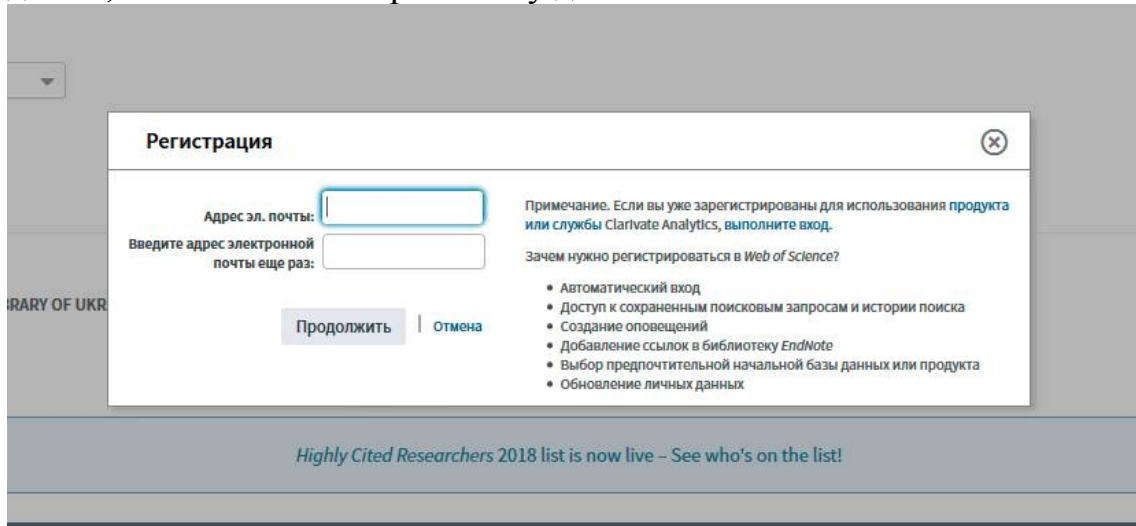 Регистрация
Адрес эл. почты:
Введите адрес электронной
почты еще раз:
Продолжить | Отмена
Примечание. Если вы уже зарегистрированы для использования продукта
или службы Clarivate Analytics, выполните вход.
Зачем нужно регистрироваться в Web of Science?
• Автоматический вход
• Доступ к сохраненным поисковым запросам и истории поиска
• Создание оповещений
• Добавление ссылок в библиотеку EndNote
• Выбор предпочтительной начальной базы данных или продукта
• Обновление личных данных
RARY OF UKR
Highly Cited Researchers 2018 list is now live – See who's on the list!